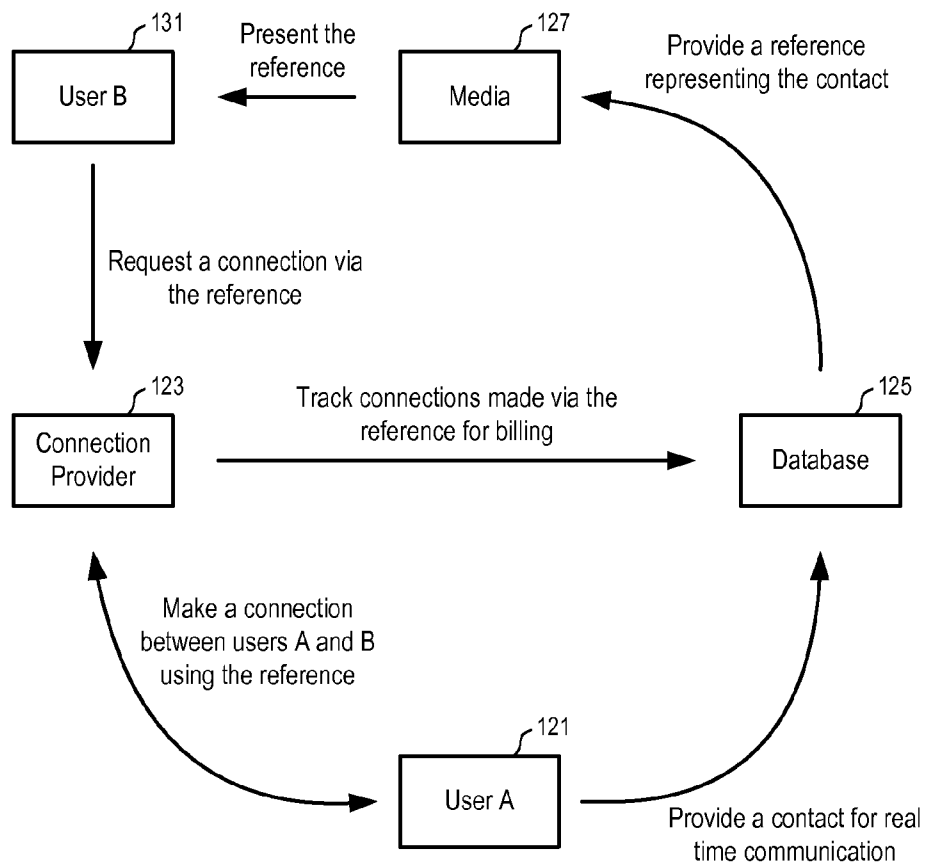 131
User B
Present the
reference
127
Media
Provide a reference
representing the contact
Request a connection via
the reference
123
Connection
Provider
Track connections made via the
reference for billing
125
Database
Make a connection
between users A and B
using the reference
121
User A
Provide a contact for real
time communication